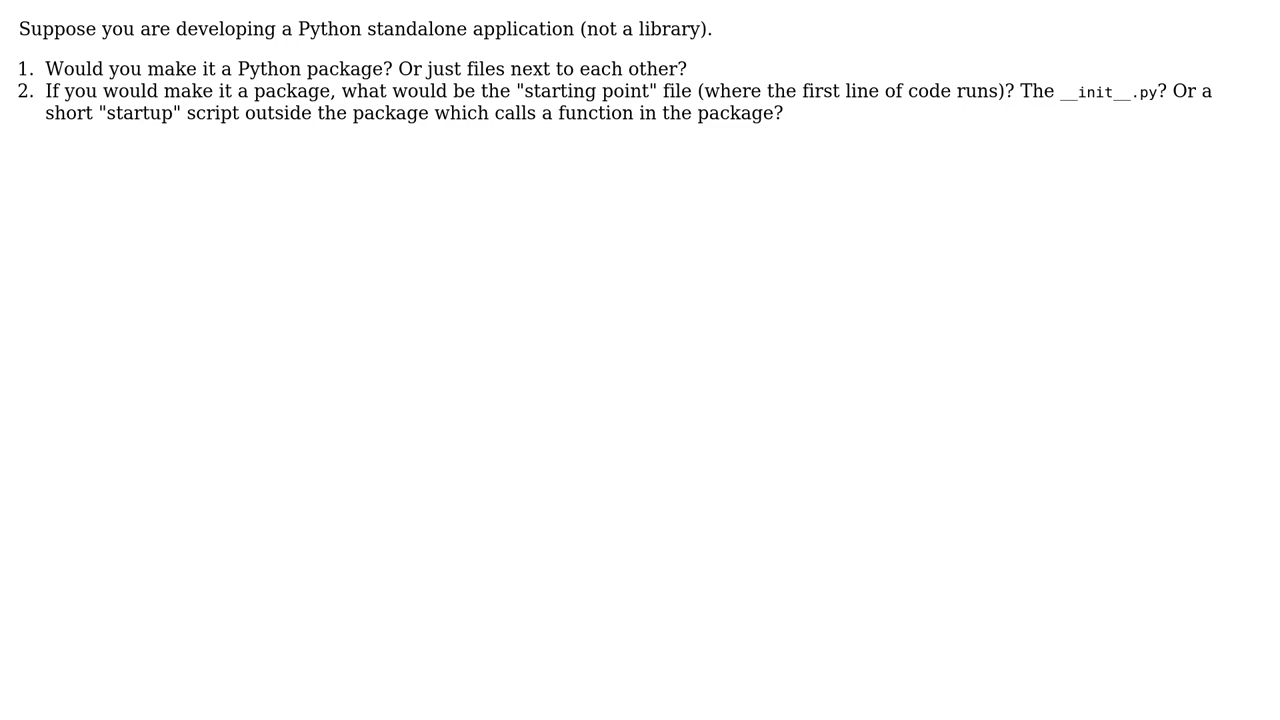 Suppose you are developing a Python standalone application (not a library).
1. Would you make it a Python package? Or just files next to each other?
2. If you would make it a package, what would be the "starting point" file (where the first line of code runs)? The __init__.py? Or a
short "startup" script outside the package which calls a function in the package?